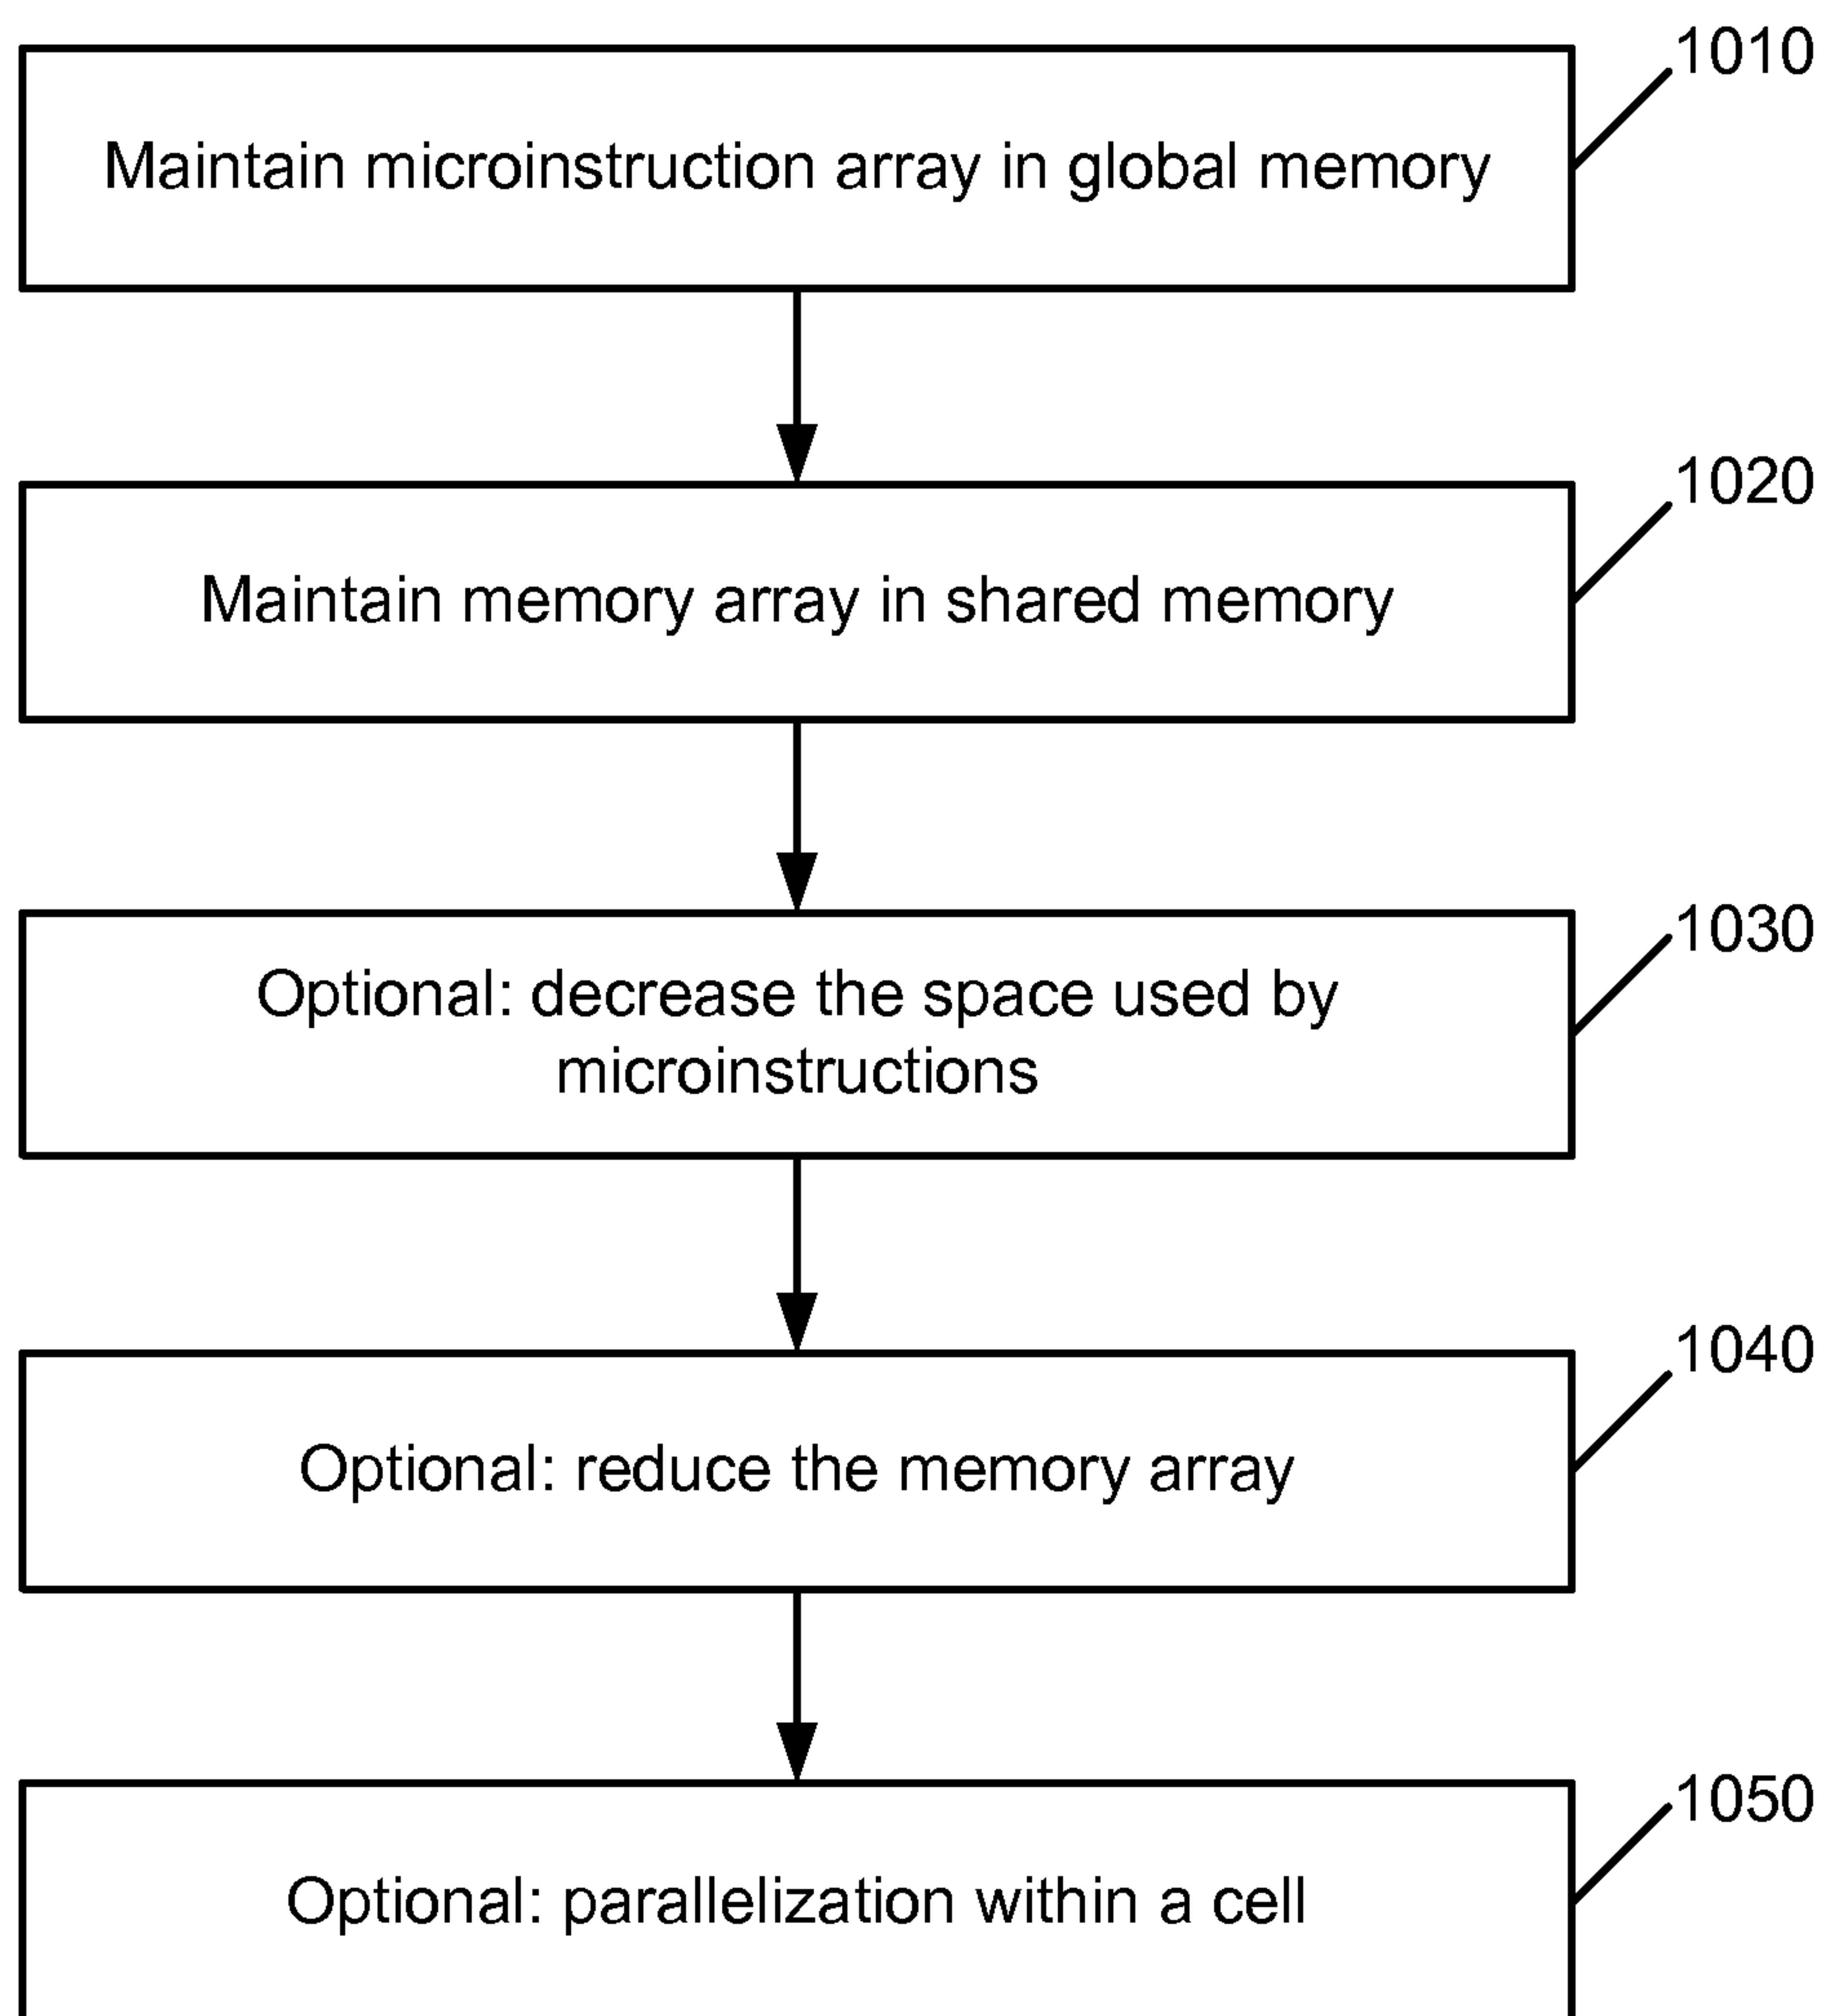 1010
Maintain microinstruction array in global memory
1020
Maintain memory array in shared memory
1030
Optional: decrease the space used by
microinstructions
1040
Optional: reduce the memory array
1050
Optional: parallelization within a cell